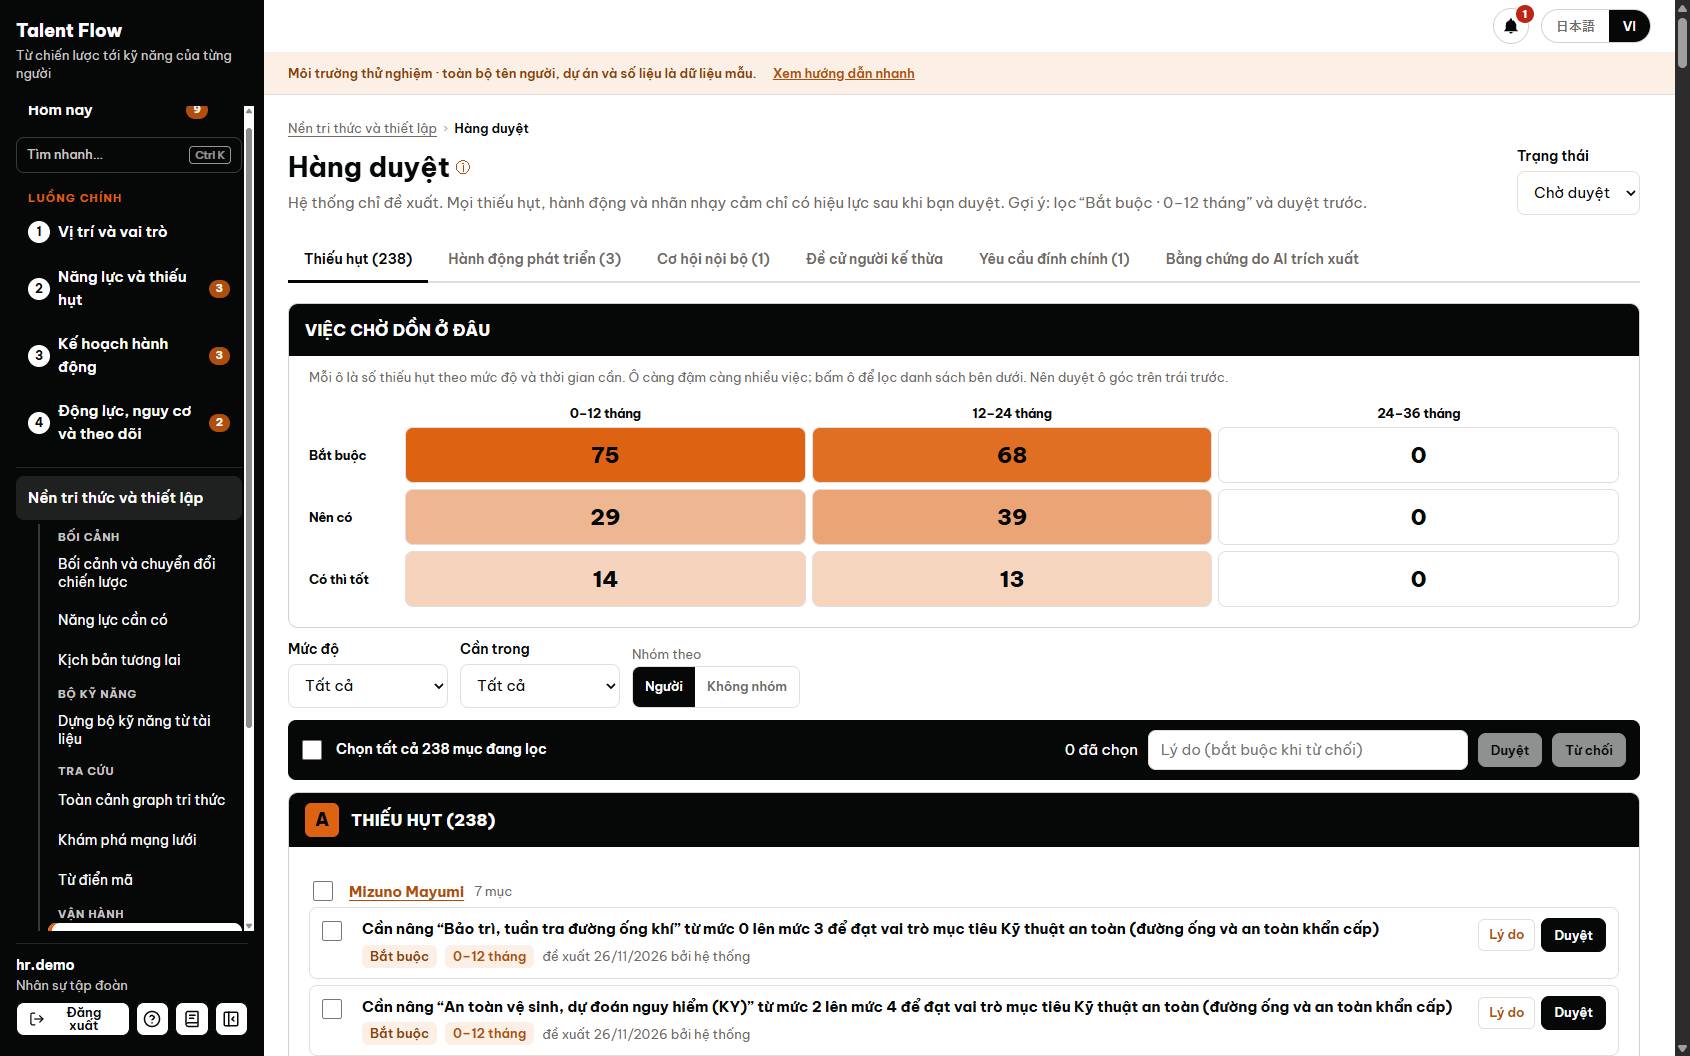 Talent Flow
Từ chiến lược tới kỹ năng của từng
người
Hôm nay
9
Tìm nhanh...
Ctrl K
LUỒNG CHÍNH
1 Vị trí và vai trò
2 Năng lực và thiếu
hụt
3
3 Kế hoạch hành
động
3
4 Động lực, nguy cơ
và theo dõi
2
Nền tri thức và thiết lập
BỐI CẢNH
Bối cảnh và chuyển đổi
chiến lược
Năng lực cần có
Kịch bản tương lai
BỘ KỸ NĂNG
Dựng bộ kỹ năng từ tài
liệu
TRA CỨU
Toàn cảnh graph tri thức
Khám phá mạng lưới
Từ điển mã
VẬN HÀNH
hr.demo
Nhân sự tập đoàn
Đăng
xuất
1
日本語 VI
Môi trường thử nghiệm · toàn bộ tên người, dự án và số liệu là dữ liệu mẫu. Xem hướng dẫn nhanh
Nền tri thức và thiết lập › Hàng duyệt
Hàng duyệt ⓘ
Hệ thống chỉ đề xuất. Mọi thiếu hụt, hành động và nhãn nhạy cảm chỉ có hiệu lực sau khi bạn duyệt. Gợi ý: lọc “Bắt buộc · 0–12 tháng” và duyệt trước.
Trạng thái
Chờ duyệt
Thiếu hụt (238) Hành động phát triển (3) Cơ hội nội bộ (1) Đề cử người kế thừa Yêu cầu đính chính (1) Bằng chứng do AI trích xuất
VIỆC CHỜ DỒN Ở ĐÂU
Mỗi ô là số thiếu hụt theo mức độ và thời gian cần. Ô càng đậm càng nhiều việc; bấm ô để lọc danh sách bên dưới. Nên duyệt ô góc trên trái trước.
0–12 tháng 12–24 tháng 24–36 tháng
Bắt buộc 75 68 0
Nên có 29 39 0
Có thì tốt 14 13 0
Mức độ Cần trong Nhóm theo
Tất cả Tất cả Người Không nhóm
Chọn tất cả 238 mục đang lọc 0 đã chọn Lý do (bắt buộc khi từ chối) Duyệt Từ chối
A THIẾU HỤT (238)
Mizuno Mayumi 7 mục
Cần nâng “Bảo trì, tuần tra đường ống khí” từ mức 0 lên mức 3 để đạt vai trò mục tiêu Kỹ thuật an toàn (đường ống và an toàn khẩn cấp)
Lý do Duyệt
Bắt buộc 0–12 tháng đề xuất 26/11/2026 bởi hệ thống
Cần nâng “An toàn vệ sinh, dự đoán nguy hiểm (KY)” từ mức 2 lên mức 4 để đạt vai trò mục tiêu Kỹ thuật an toàn (đường ống và an toàn khẩn cấp)
Lý do Duyệt
Bắt buộc 0–12 tháng đề xuất 26/11/2026 bởi hệ thống